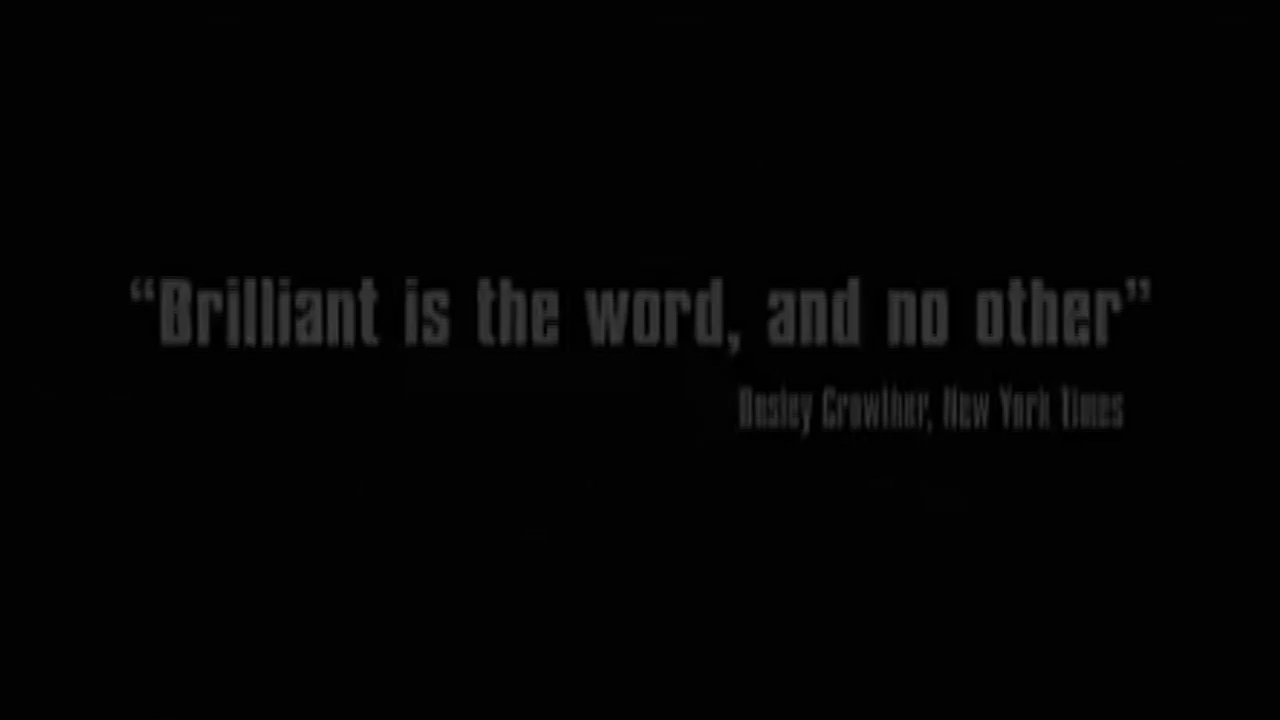 “Brilliant is the word, and no other”
Bosley Crowther, New York Times